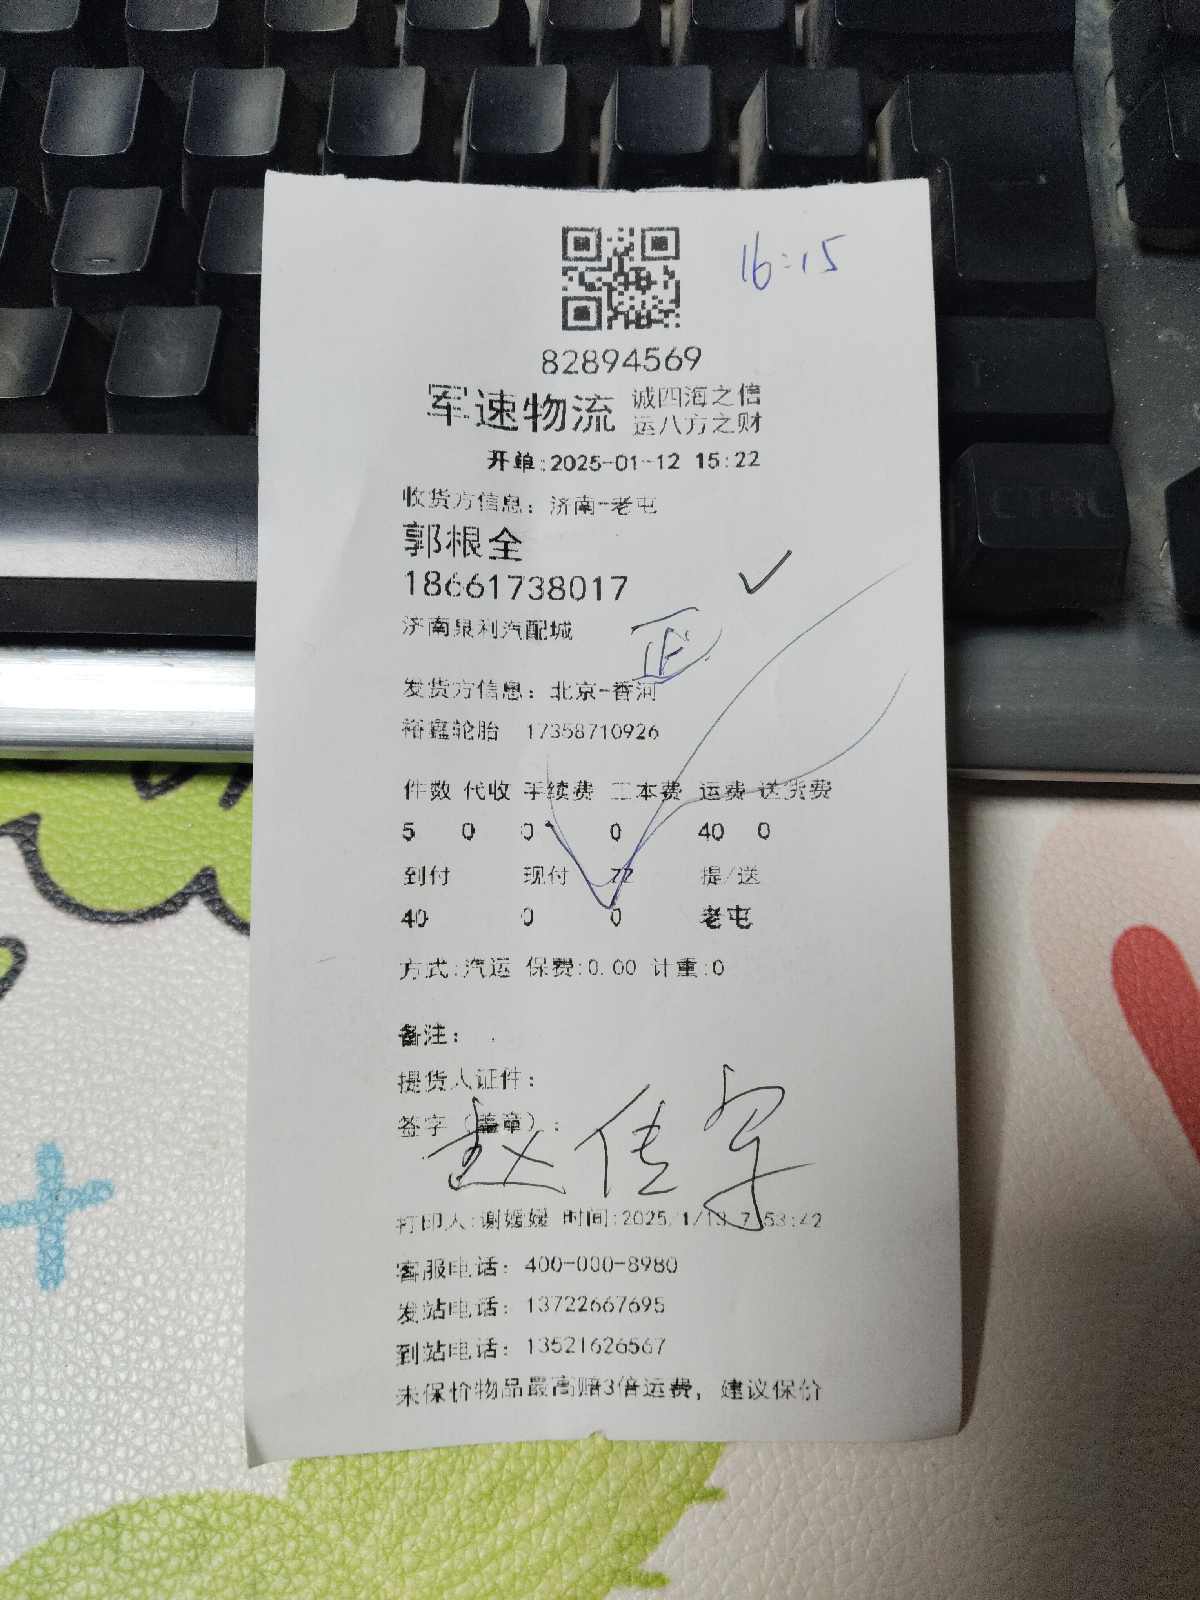 16:15
82894569
军速物流 诚四海之信
运八方之财
开单:2025-01-12 15:22
收货方信息: 济南-老屯
郭根全
18661738017
济南泉利汽配城
正
发货方信息: 北京-香河
裕鑫轮胎 17358710926
件数 代收 手续费 工本费 运费 送货费
5 0 0 0 40 0
到付 现付 提/送
40 0 0 老屯
方式:汽运 保费:0.00 计重:0
备注:
提货人证件:
签字(盖章):
赵佳军
打印人:谢媛媛 时间:2025/1/13 7:53:42
客服电话: 400-000-8980
发站电话: 13722667695
到站电话: 13521626567
未保价物品最高赔3倍运费, 建议保价